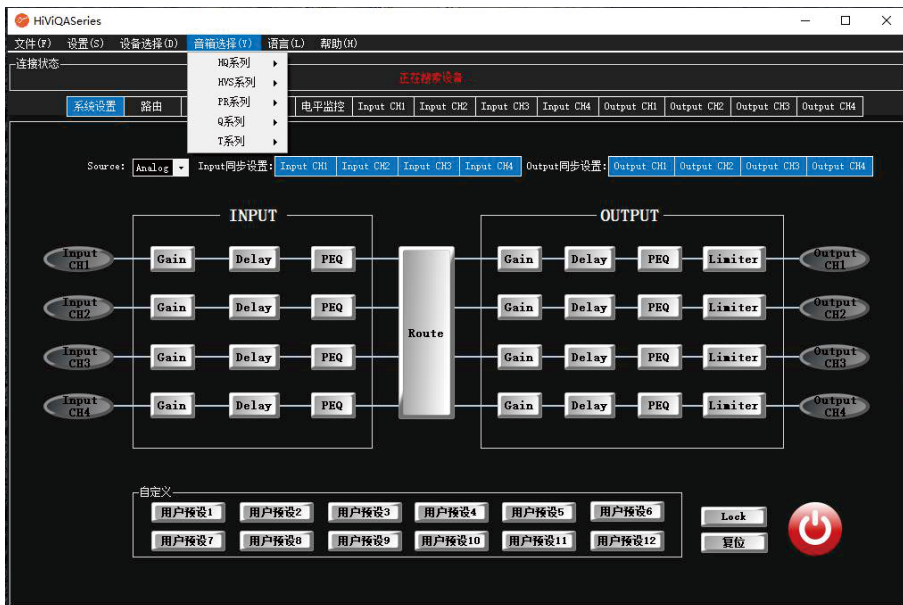 HiViQASeries
文件(F) 设置(S) 设备选择(D) 音箱选择(Y) 语言(L) 帮助(H)
连接状态
HQ系列
HVS系列
PR系列
Q系列
T系列
正在搜索设备
系统设置 路由 电平监控 Input CH1 Input CH2 Input CH3 Input CH4 Output CH1 Output CH2 Output CH3 Output CH4
Source: Analog Input同步设置: Input CH1 Input CH2 Input CH3 Input CH4 Output同步设置: Output CH1 Output CH2 Output CH3 Output CH4
INPUT OUTPUT
Input CH1 Gain Delay PEQ Gain Delay PEQ Limiter Output CH1
Input CH2 Gain Delay PEQ Gain Delay PEQ Limiter Output CH2
Route
Input CH3 Gain Delay PEQ Gain Delay PEQ Limiter Output CH3
Input CH4 Gain Delay PEQ Gain Delay PEQ Limiter Output CH4
自定义
用户预设1 用户预设2 用户预设3 用户预设4 用户预设5 用户预设6 Lock
用户预设7 用户预设8 用户预设9 用户预设10 用户预设11 用户预设12 复位